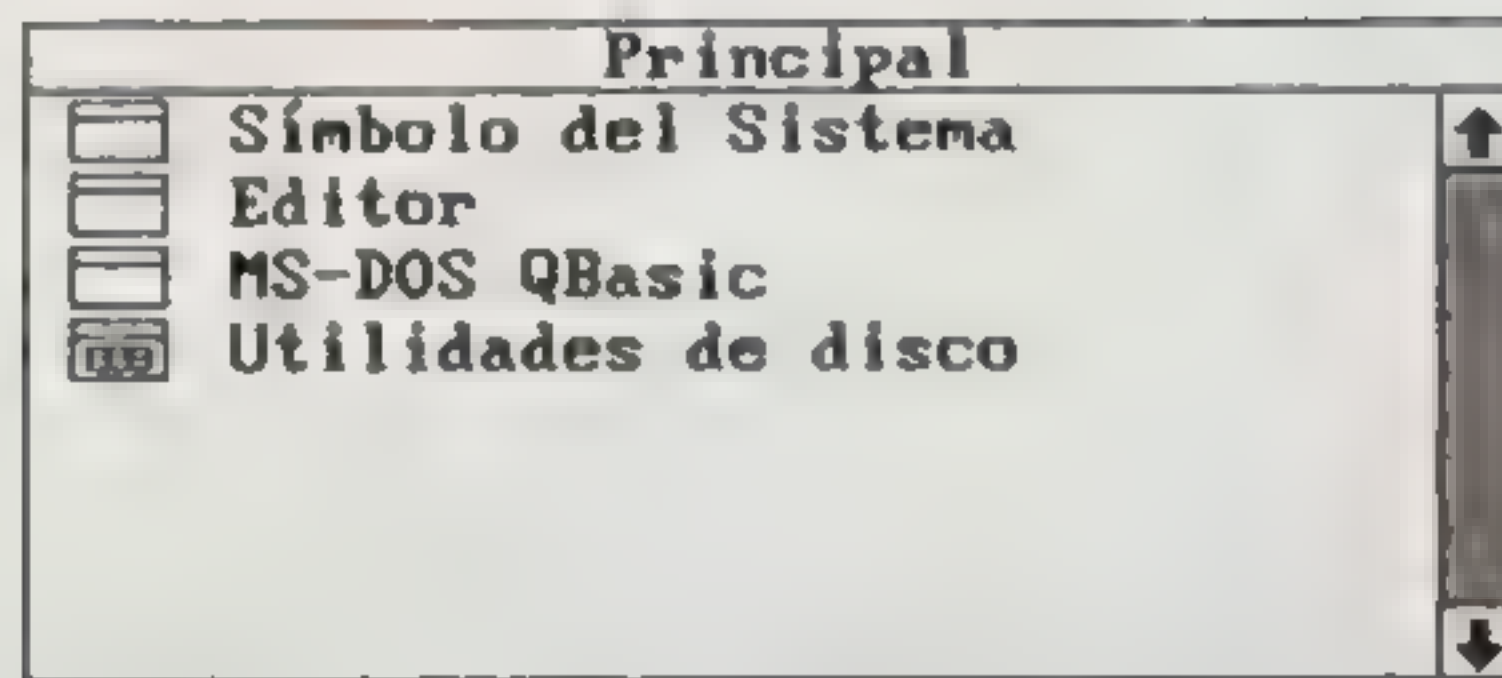 Principal
Símbolo del Sistema
Editor
MS-DOS QBasic
Utilidades de disco